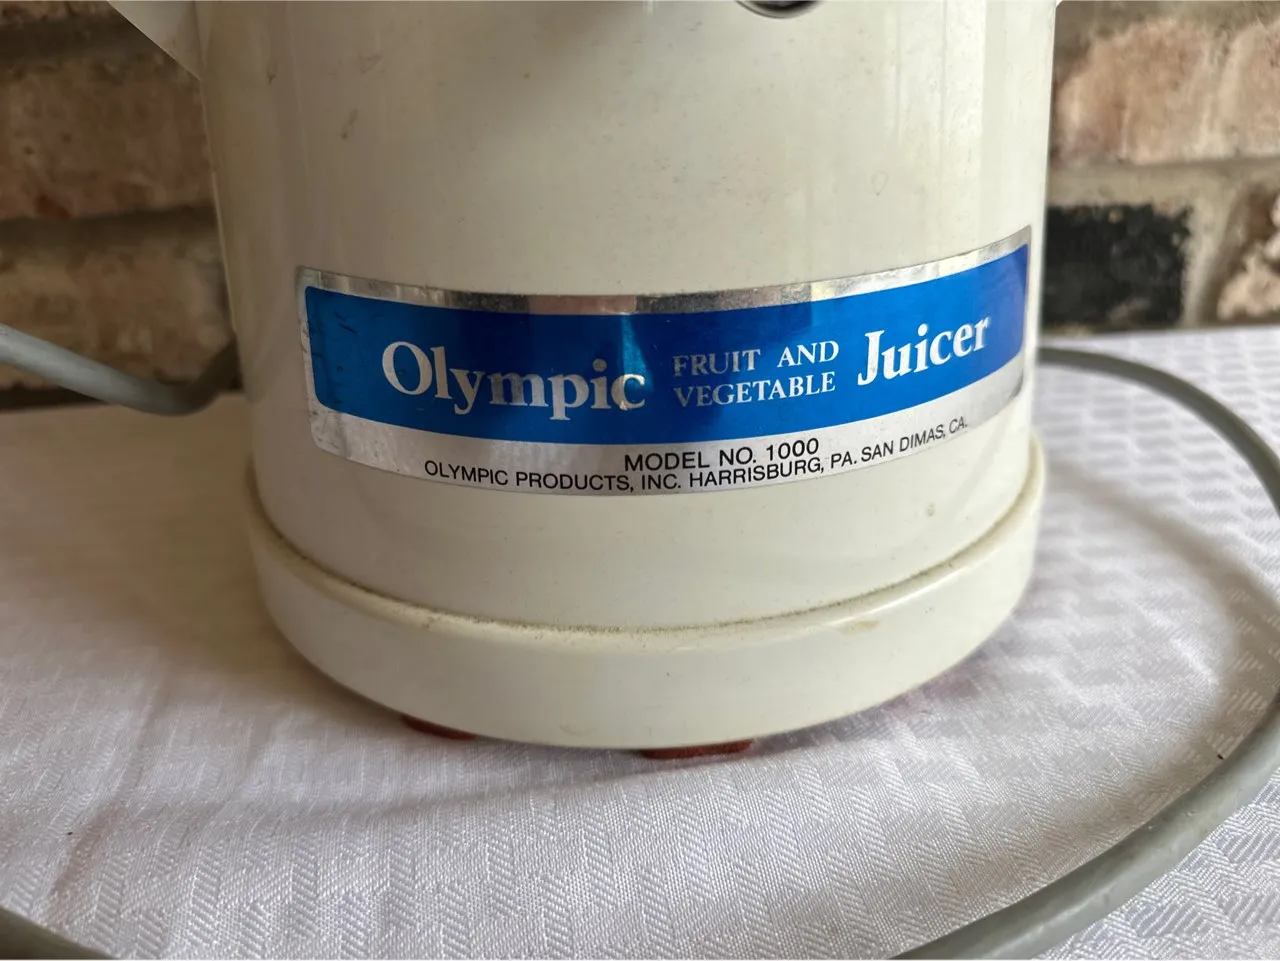 Olympic FRUIT AND VEGETABLE Juicer
MODEL NO. 1000
OLYMPIC PRODUCTS, INC. HARRISBURG, PA. SAN DIMAS, CA.